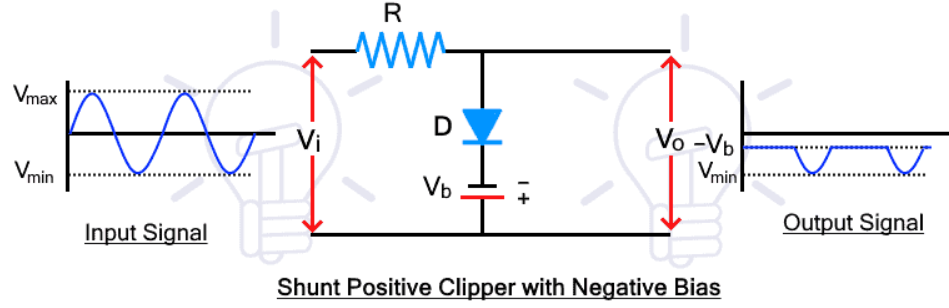 R
Vmax
Vmin
Input Signal
Vi
D
Vb
−
+
Vo
−Vb
Vmin
Output Signal
Shunt Positive Clipper with Negative Bias